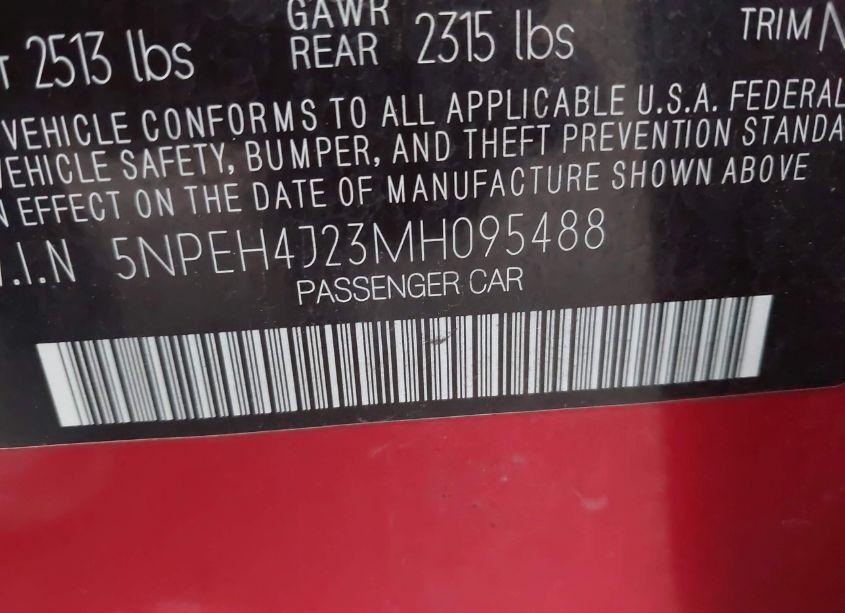 2513 lbs GAWR REAR 2315 lbs TRIM
VEHICLE CONFORMS TO ALL APPLICABLE U.S.A. FEDERAL
VEHICLE SAFETY, BUMPER, AND THEFT PREVENTION STANDA
EFFECT ON THE DATE OF MANUFACTURE SHOWN ABOVE
.I.N 5NPEH4J23MH095488
PASSENGER CAR